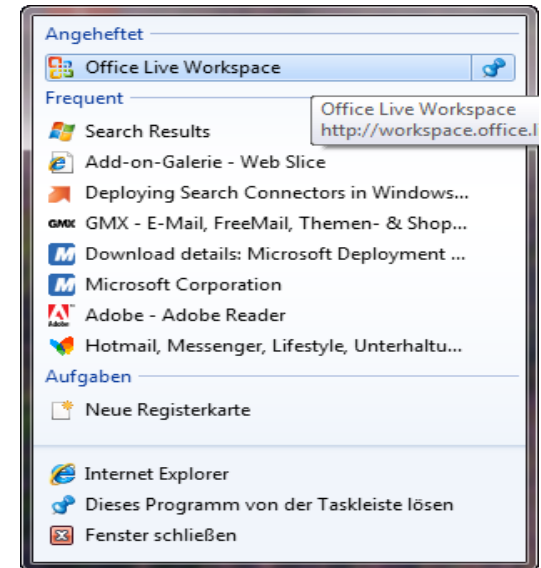 Angeheftet
Office Live Workspace
Frequent
Office Live Workspace
http://workspace.office.l
Search Results
Add-on-Galerie - Web Slice
Deploying Search Connectors in Windows...
GMX GMX - E-Mail, FreeMail, Themen- & Shop...
Download details: Microsoft Deployment ...
Microsoft Corporation
Adobe Adobe - Adobe Reader
Hotmail, Messenger, Lifestyle, Unterhaltu...
Aufgaben
Neue Registerkarte
Internet Explorer
Dieses Programm von der Taskleiste lösen
Fenster schließen